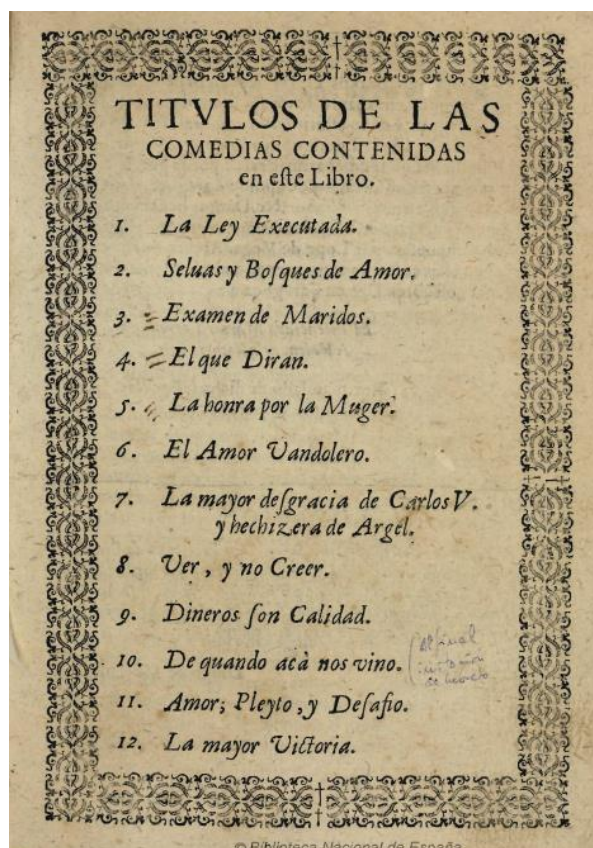 TITVLOS DE LAS
COMEDIAS CONTENIDAS
en eſte Libro.
1. La Ley Executada.
2. Seluas y Boſques de Amor.
3. Examen de Maridos.
4. El que Diran.
5. La honra por la Muger.
6. El Amor Vandolero.
7. La mayor deſgracia de Carlos V.
y hechizera de Argel.
8. Ver, y no Creer.
9. Dineros ſon Calidad.
10. De quando acà nos vino.
11. Amor; Pleyto, y Deſafio.
12. La mayor Victoria.
© Biblioteca Nacional de España